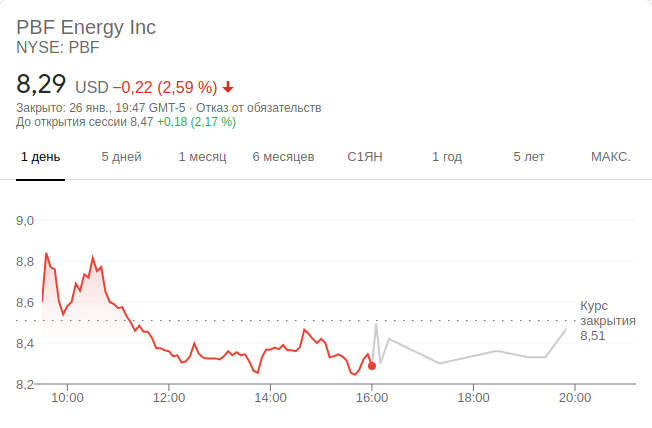 PBF Energy Inc
NYSE: PBF
8,29 USD −0,22 (2,59 %)
Закрыто: 26 янв., 19:47 GMT-5 · Отказ от обязательств
До открытия сессии 8,47 +0,18 (2,17 %)
1 день 5 дней 1 месяц 6 месяцев С1ЯН 1 год 5 лет МАКС.
9,0
8,8
8,6
Курс
закрытия
8,51
8,4
8,2
10:00 12:00 14:00 16:00 18:00 20:00